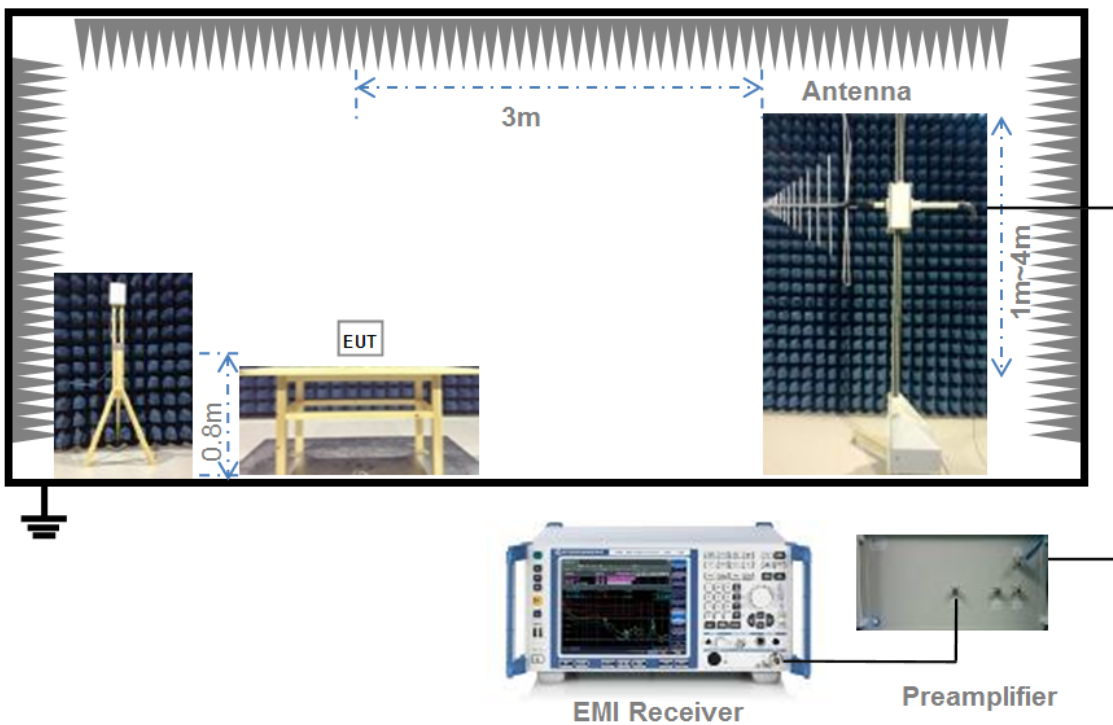 Antenna
3m
1m~4m
EUT
0.8m
EMI Receiver
Preamplifier